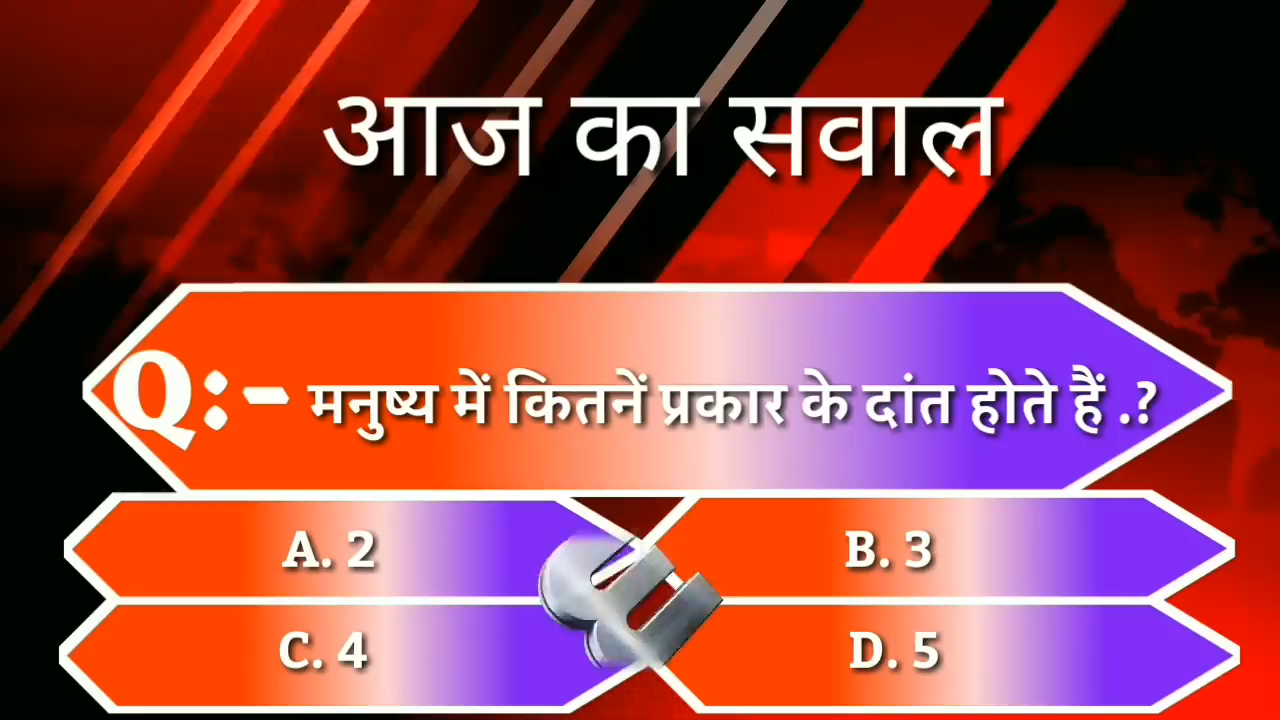 आज का सवाल
Q:- मनुष्य में कितनें प्रकार के दांत होते हैं .?
A. 2
B. 3
C. 4
D. 5